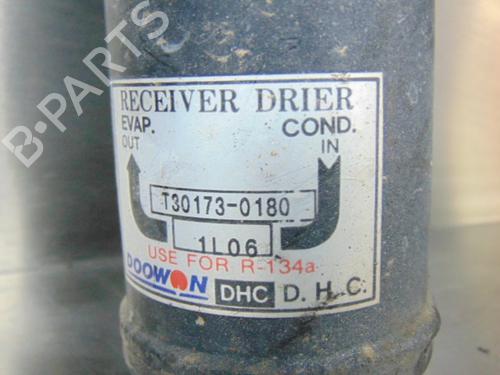 B-PARTS
RECEIVER DRIER
EVAP. COND.
OUT IN
T30173-0180
1L06
USE FOR R-134a
DOOWON DHC D. H. C.